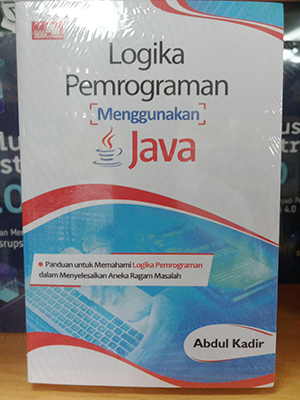 Logika
Pemrograman
Menggunakan
Java
Panduan untuk Memahami Logika Pemrograman
dalam Menyelesaikan Aneka Ragam Masalah
Abdul Kadir